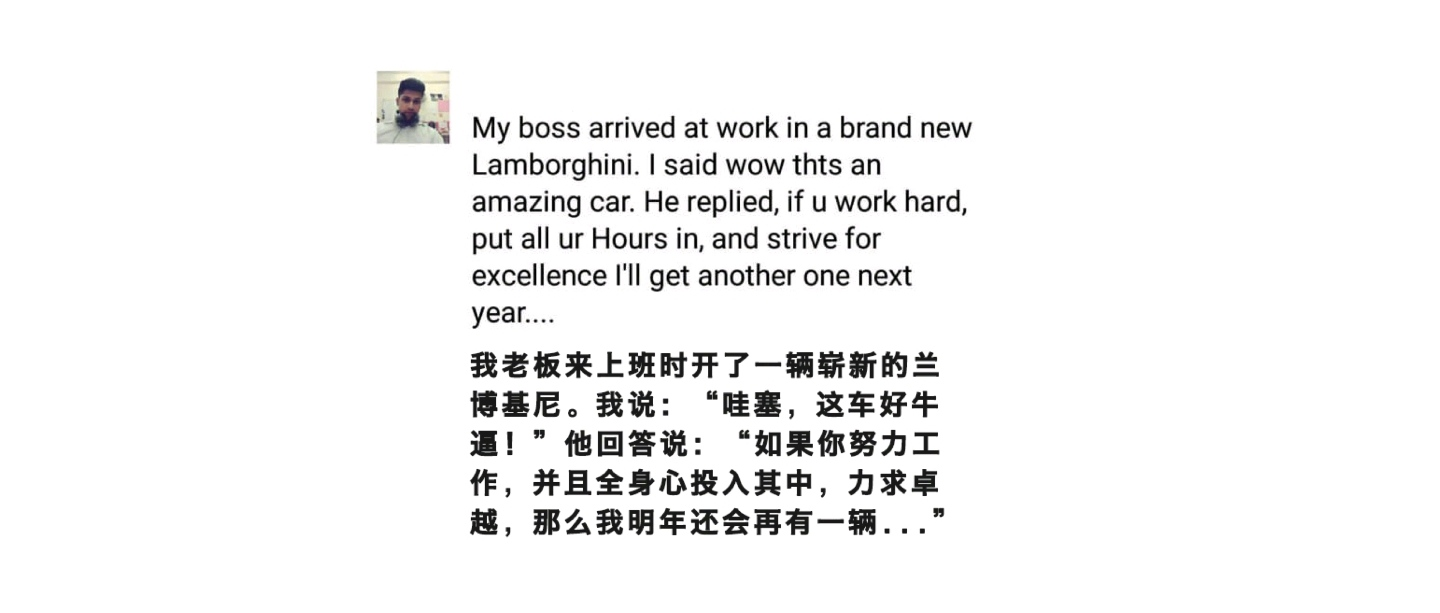 My boss arrived at work in a brand new
Lamborghini. I said wow thts an
amazing car. He replied, if u work hard,
put all ur Hours in, and strive for
excellence I'll get another one next
year....
我老板来上班时开了一辆崭新的兰
博基尼。我说：“哇塞，这车好牛
逼！”他回答说：“如果你努力工
作，并且全身心投入其中，力求卓
越，那么我明年还会再有一辆...”